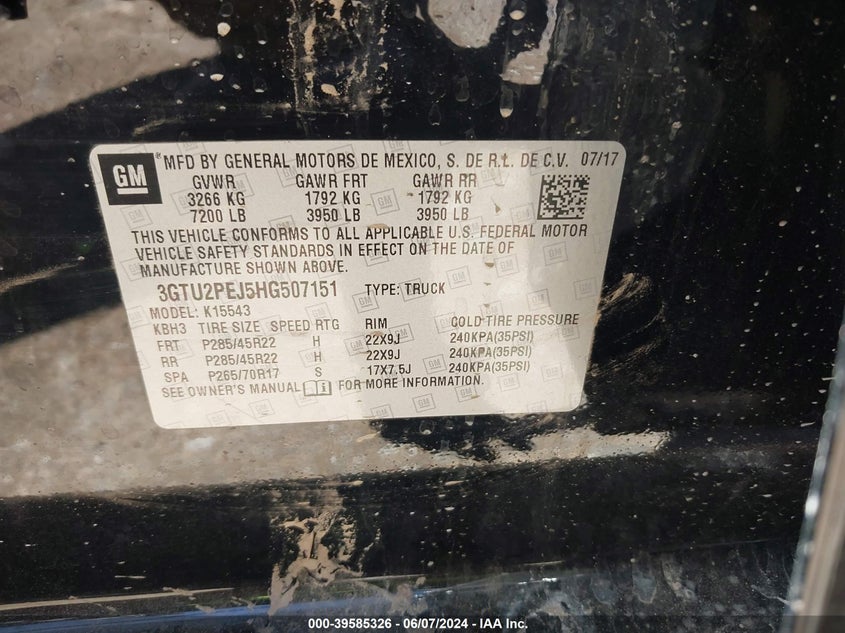 GM ® MFD BY GENERAL MOTORS DE MEXICO, S. DE R.L. DE C.V. 07/17
GVWR GAWR FRT GAWR RR
3266 KG 1792 KG 1792 KG
7200 LB 3950 LB 3950 LB
THIS VEHICLE CONFORMS TO ALL APPLICABLE U.S. FEDERAL MOTOR
VEHICLE SAFETY STANDARDS IN EFFECT ON THE DATE OF
MANUFACTURE SHOWN ABOVE.
3GTU2PEJ5HG507151 TYPE: TRUCK
MODEL: K15543
KBH3 TIRE SIZE SPEED RTG RIM COLD TIRE PRESSURE
FRT P285/45R22 H 22X9J 240KPA(35PSI)
RR P285/45R22 H 22X9J 240KPA(35PSI)
SPA P265/70R17 S 17X7.5J 240KPA(35PSI)
SEE OWNER'S MANUAL FOR MORE INFORMATION.
000-39585326 - 06/07/2024 - IAA Inc.